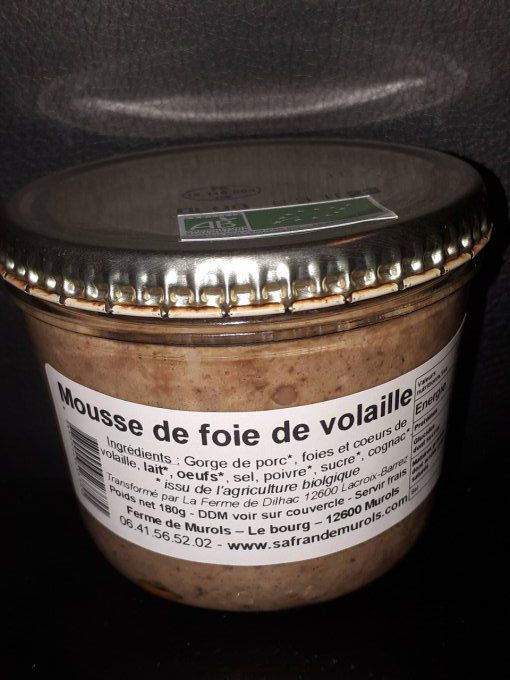 AB
Mousse de foie de volaille
Ingrédients : Gorge de porc*, foies et coeurs de
volaille, lait*, oeufs*, sel, poivre*, sucre*, cognac*
* issu de l'agriculture biolgique
Transformé par La Ferme de Dilhac 12600 Lacroix-Barrez
Poids net 180g - DDM voir sur couvercle - Servir frais
Ferme de Murols – Le bourg – 12600 Murols
06.41.56.52.02 - www.safrandemurols.com
Valeurs
Energie